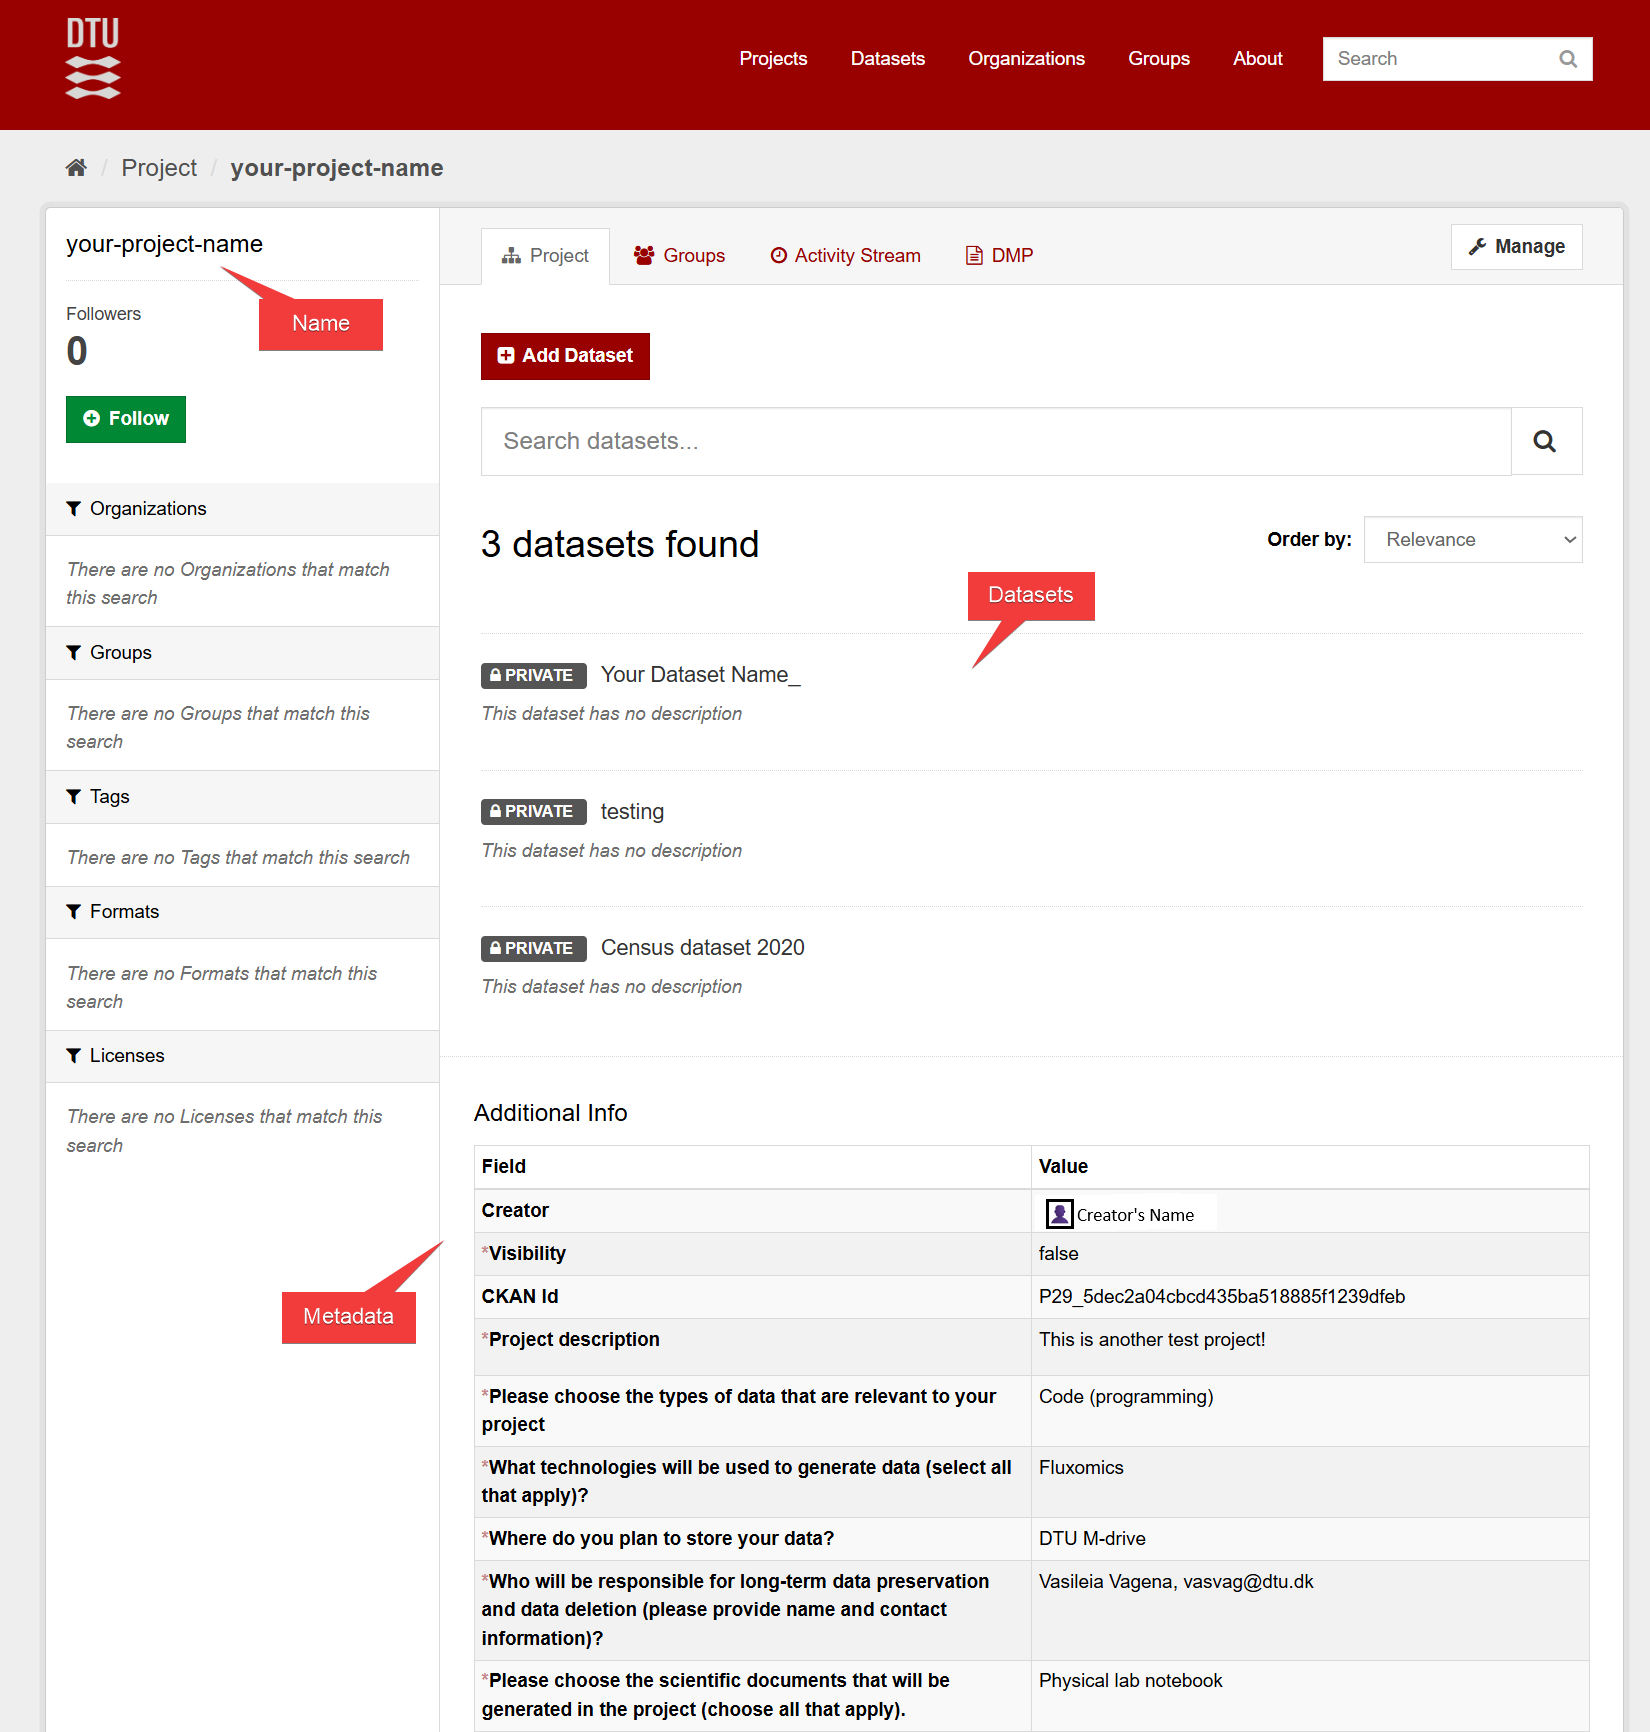 DTU
Projects Datasets Organizations Groups About Search
/ Project / your-project-name
your-project-name
Name
Followers
0
Follow
Organizations
There are no Organizations that match
this search
Groups
There are no Groups that match this
search
Tags
There are no Tags that match this search
Formats
There are no Formats that match this
search
Licenses
There are no Licenses that match this
search
Project Groups Activity Stream DMP Manage
Add Dataset
Search datasets...
3 datasets found
Order by: Relevance
Datasets
PRIVATE Your Dataset Name_
This dataset has no description
PRIVATE testing
This dataset has no description
PRIVATE Census dataset 2020
This dataset has no description
Additional Info
Metadata
Field Value
Creator Creator's Name
*Visibility false
CKAN Id P29_5dec2a04cbcd435ba518885f1239dfeb
*Project description This is another test project!
*Please choose the types of data that are relevant to your Code (programming)
project
*What technologies will be used to generate data (select all Fluxomics
that apply)?
*Where do you plan to store your data? DTU M-drive
*Who will be responsible for long-term data preservation Vasileia Vagena, vasvag@dtu.dk
and data deletion (please provide name and contact
information)?
*Please choose the scientific documents that will be Physical lab notebook
generated in the project (choose all that apply).